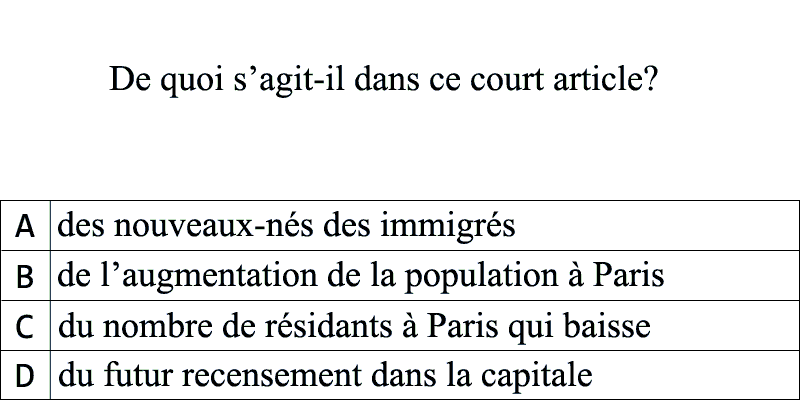 De quoi s’agit-il dans ce court article?
A des nouveaux-nés des immigrés
B de l’augmentation de la population à Paris
C du nombre de résidants à Paris qui baisse
D du futur recensement dans la capitale